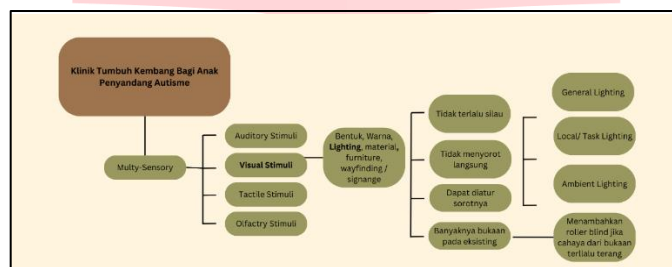 Klinik Tumbuh Kembang Bagi Anak
Penyandang Autisme
Multy-Sensory
Auditory Stimuli
Visual Stimuli
Tactile Stimuli
Olfactry Stimuli
Bentuk, Warna,
Lighting, material,
furniture,
wayfinding /
signange
Tidak terlalu silau
Tidak menyorot
langsung
Dapat diatur
sorotnya
Banyaknya bukaan
pada eksisting
General Lighting
Local/ Task Lighting
Ambient Lighting
Menambahkan
roller blind jika
cahaya dari bukaan
terlalu terang